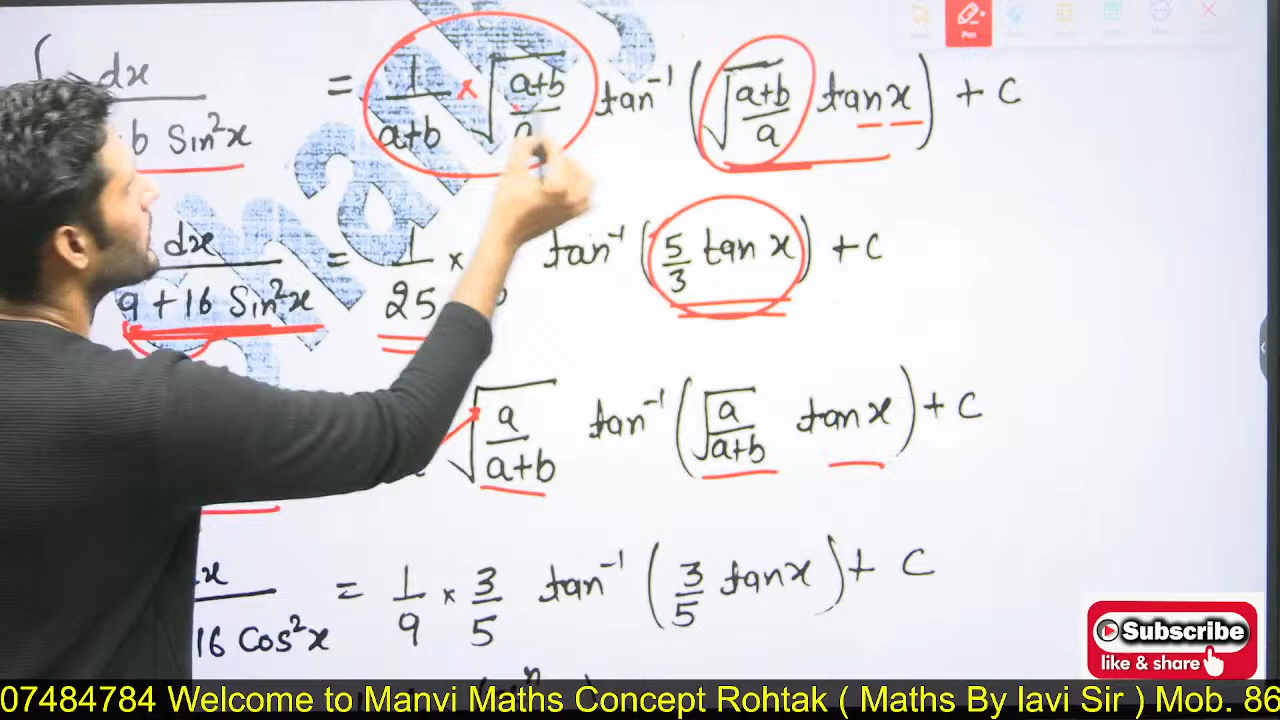 ∫ dx / b Sin²x = 1/(a+b) × √((a+b)/a) tan⁻¹ (√((a+b)/a) tan x) + C
dx / (9 + 16 Sin²x) = 1/25 × tan⁻¹ (5/3 tan x) + C
√(a/(a+b)) tan⁻¹ (√(a/(a+b)) tan x) + C
x / 16 Cos²x = 1/9 × 3/5 tan⁻¹ (3/5 tan x) + C
Pen
Subscribe
like & share
07484784 Welcome to Manvi Maths Concept Rohtak ( Maths By lavi Sir ) Mob. 86